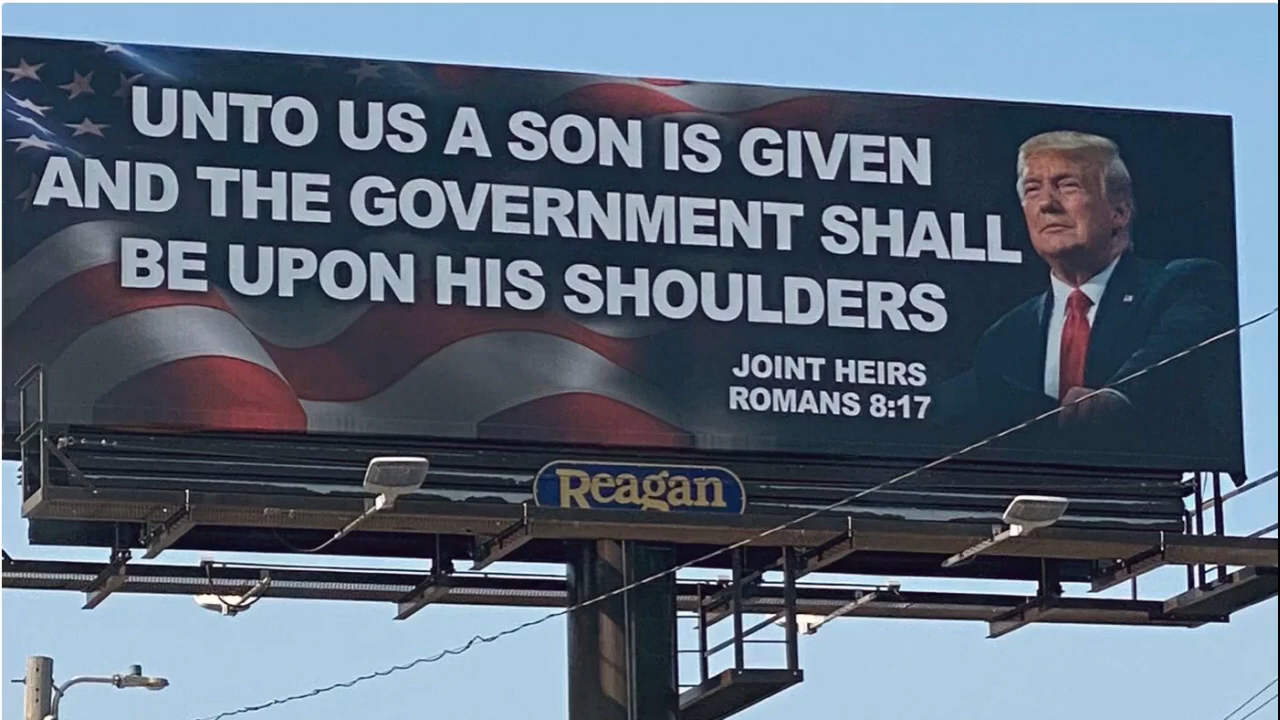 UNTO US A SON IS GIVEN
AND THE GOVERNMENT SHALL
BE UPON HIS SHOULDERS
JOINT HEIRS
ROMANS 8:17
Reagan